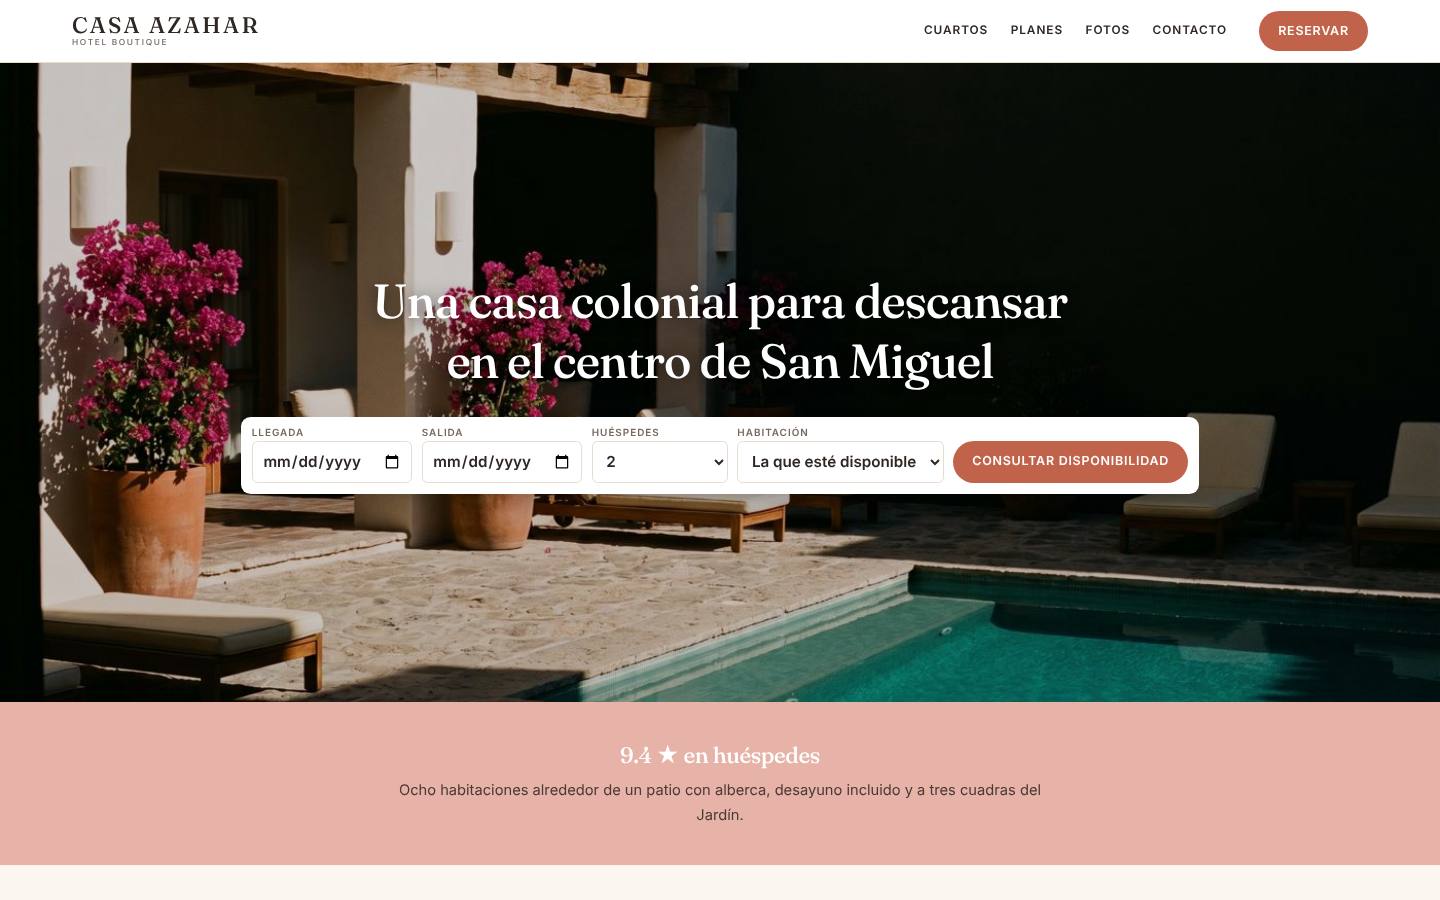 CASA AZAHAR
HOTEL BOUTIQUE
CUARTOS
PLANES
FOTOS
CONTACTO
RESERVAR
Una casa colonial para descansar
en el centro de San Miguel
LLEGADA
mm/dd/yyyy
SALIDA
mm/dd/yyyy
HUÉSPEDES
2
HABITACIÓN
La que esté disponible
CONSULTAR DISPONIBILIDAD
9.4 ★ en huéspedes
Ocho habitaciones alrededor de un patio con alberca, desayuno incluido y a tres cuadras del
Jardín.